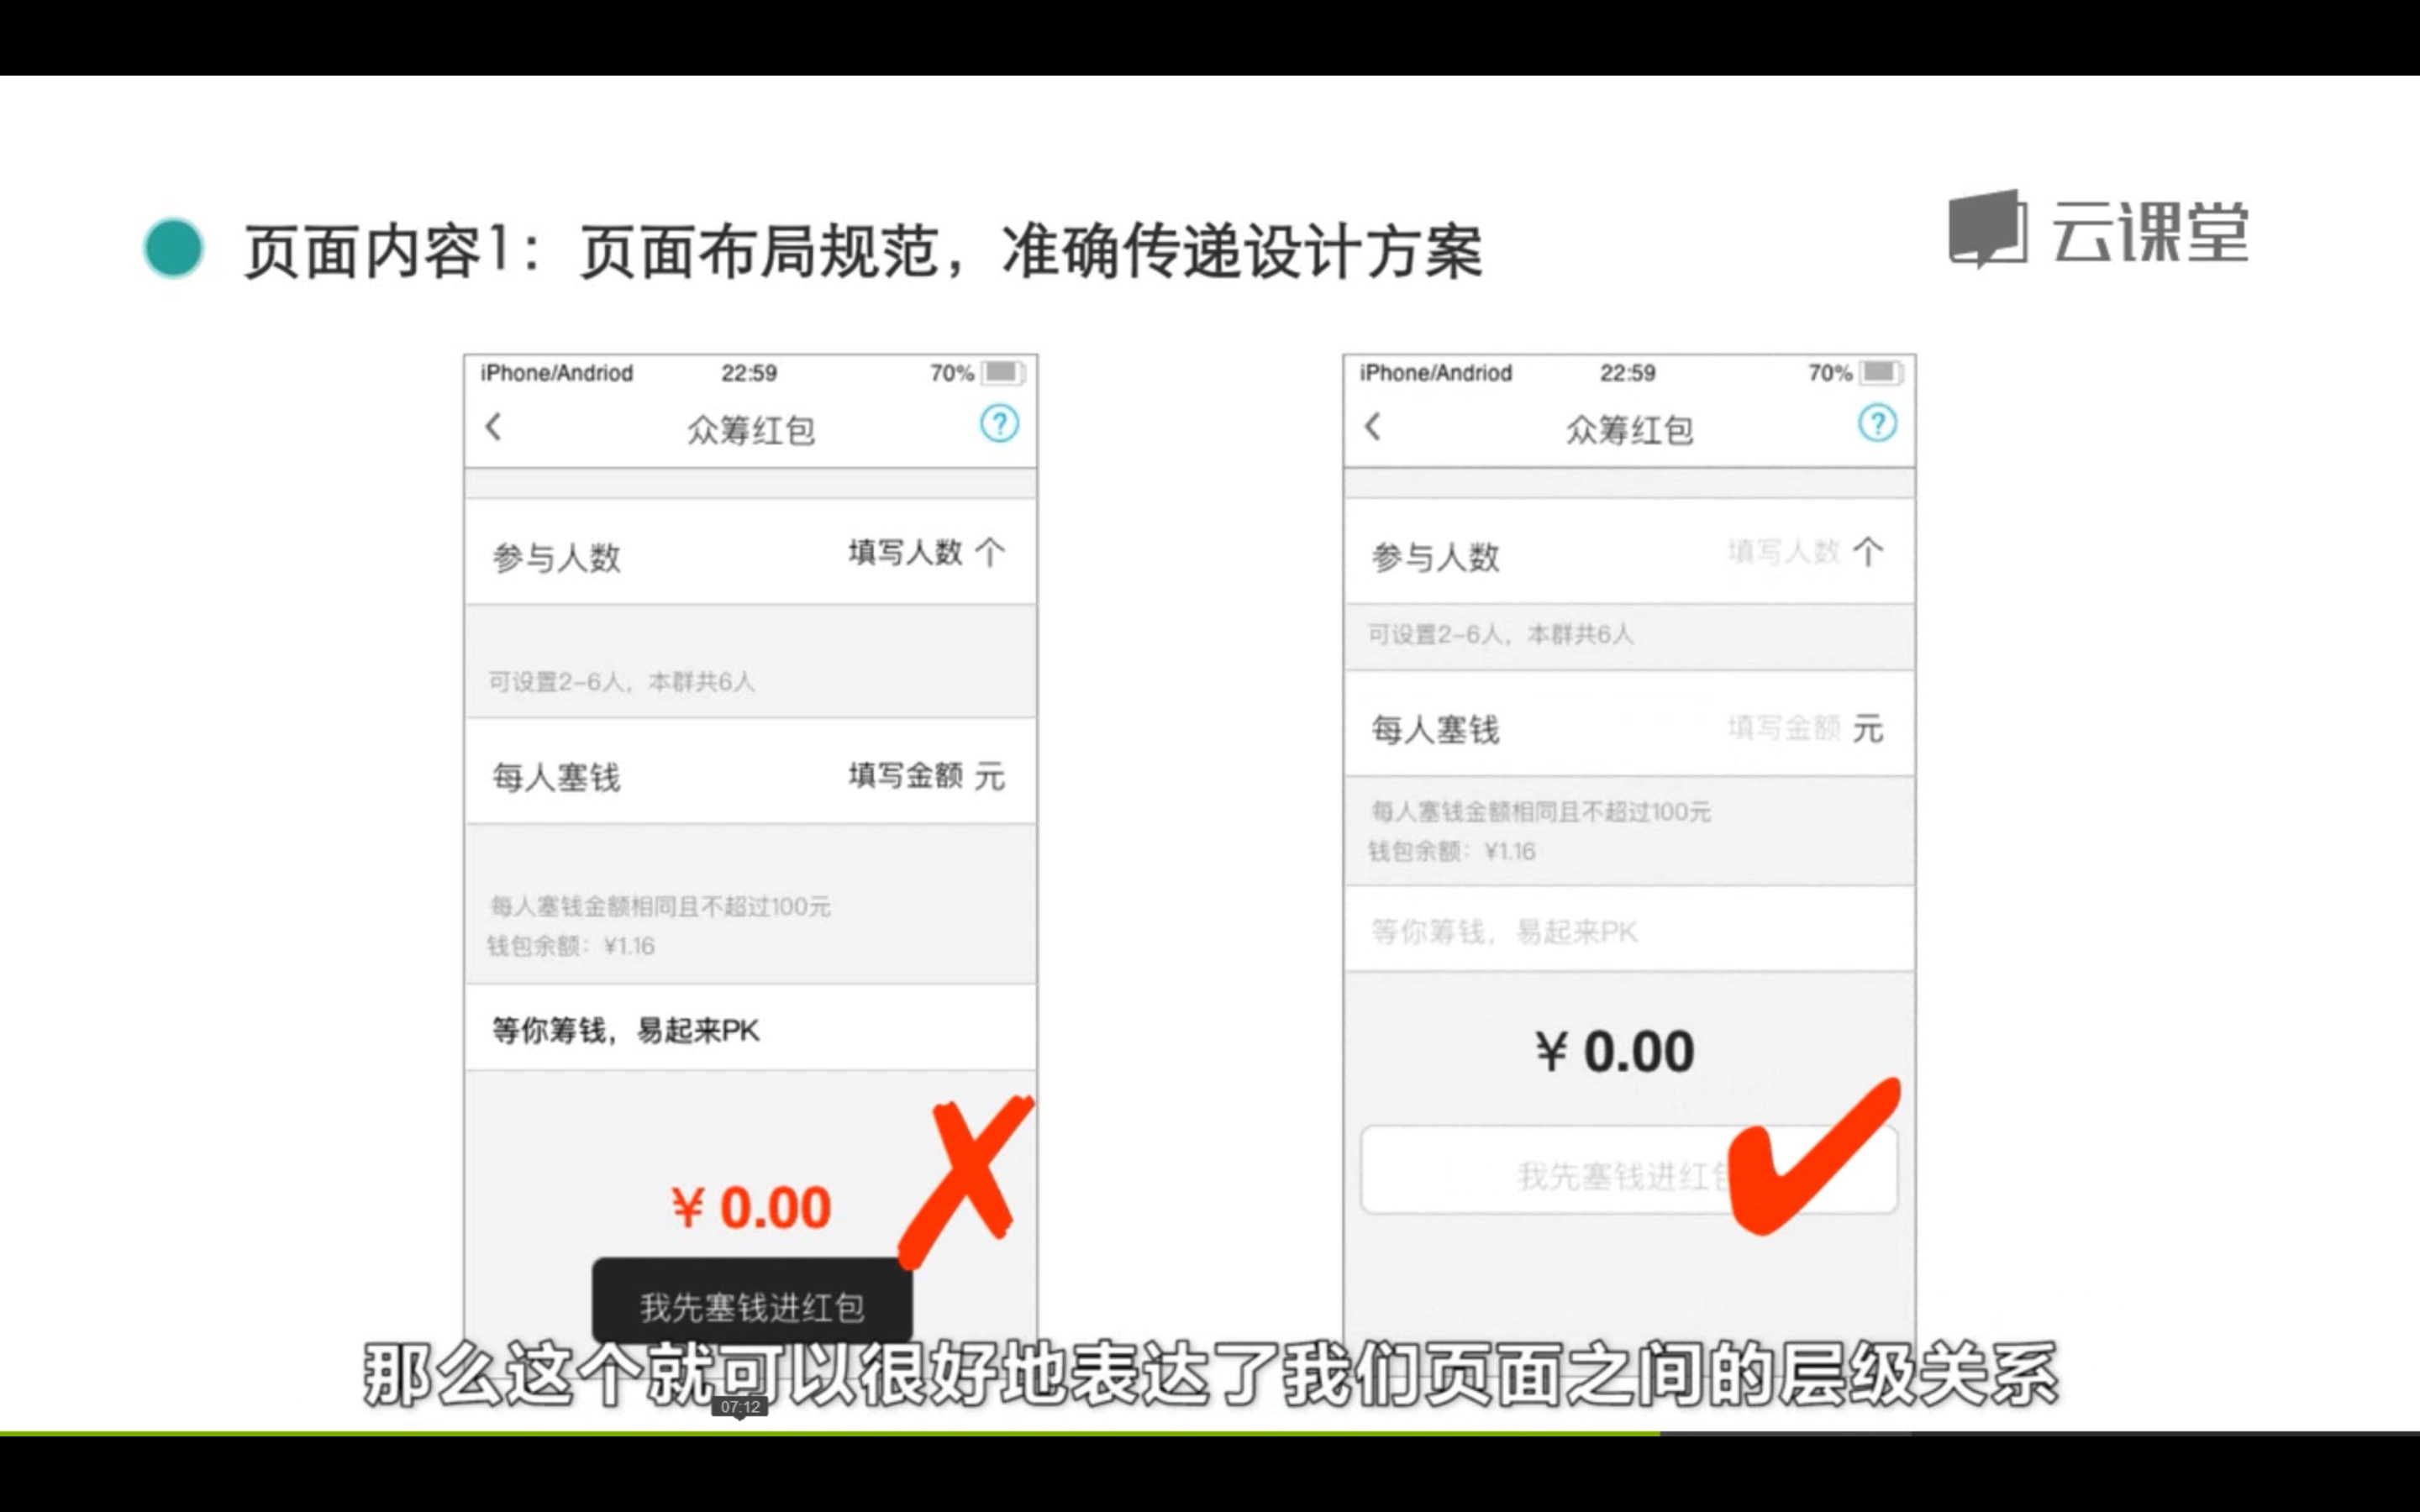 页面内容1：页面布局规范，准确传递设计方案
云课堂
iPhone/Andriod 22:59 70%
众筹红包 ?
参与人数 填写人数 个
可设置2-6人，本群共6人
每人塞钱 填写金额 元
每人塞钱金额相同且不超过100元
钱包余额：¥1.16
等你筹钱，易起来PK
¥ 0.00
我先塞钱进红包
iPhone/Andriod 22:59 70%
众筹红包 ?
参与人数 填写人数 个
可设置2-6人，本群共6人
每人塞钱 填写金额 元
每人塞钱金额相同且不超过100元
钱包余额：¥1.16
等你筹钱，易起来PK
¥ 0.00
我先塞钱进红包
那么这个就可以很好地表达了我们页面之间的层级关系
07:12